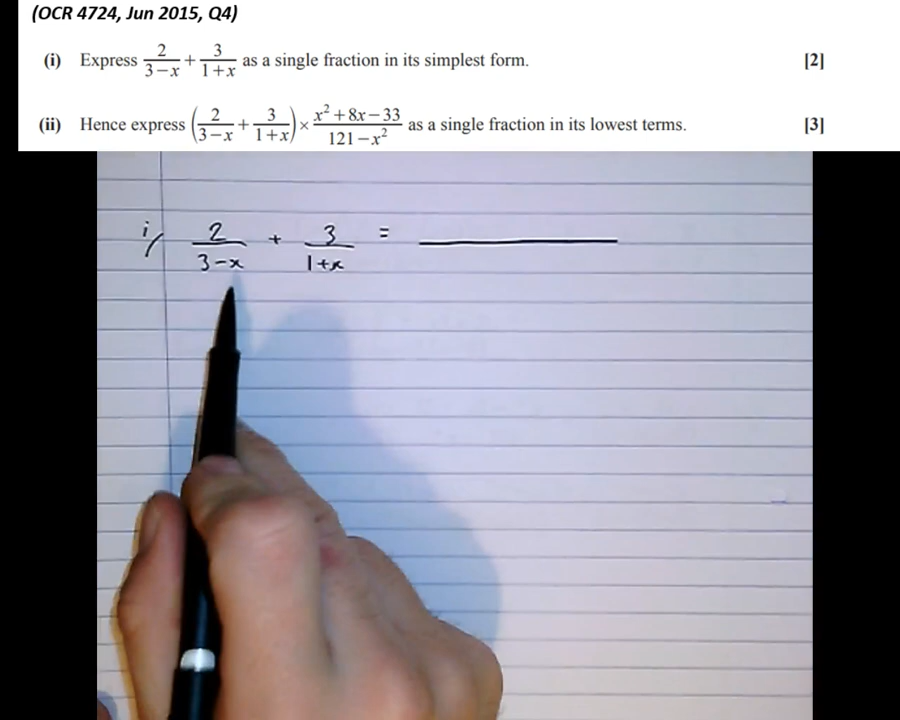 (OCR 4724, Jun 2015, Q4)
(i) Express 2/(3−x) + 3/(1+x) as a single fraction in its simplest form. [2]
(ii) Hence express (2/(3−x) + 3/(1+x)) × (x²+8x−33)/(121−x²) as a single fraction in its lowest terms. [3]
i/ 2/(3−x) + 3/(1+x) =